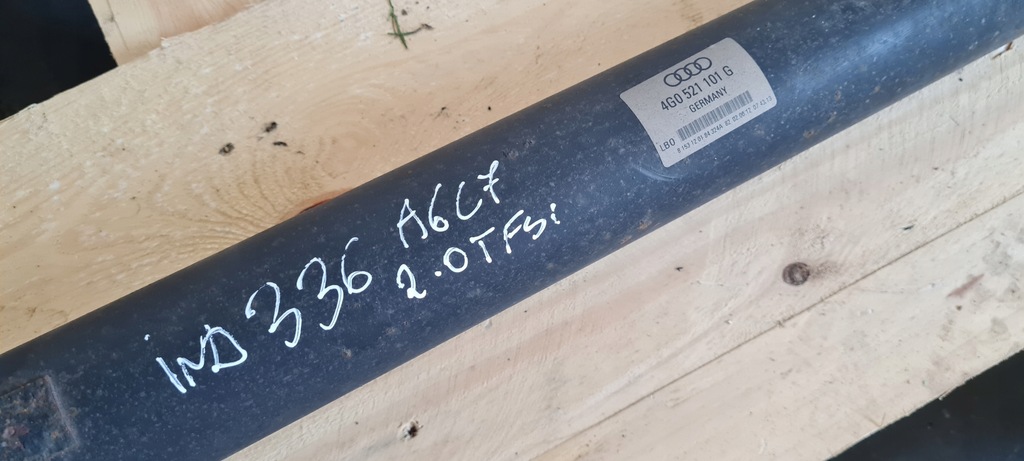 4G0 521 101 G
GERMANY
LBO
iND 336
A6C7
2.0TFSi